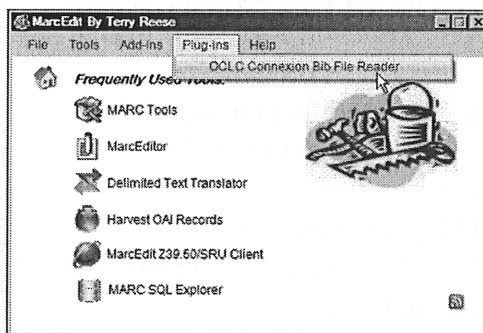 MarcEdit By Terry Reese
File Tools Add-ins Plug-ins Help
OCLC Connexion Bib File Reader
Frequently Used Tools:
MARC Tools
MarcEditor
Delimited Text Translator
Harvest OAI Records
MarcEdit Z39.50/SRU Client
MARC SQL Explorer